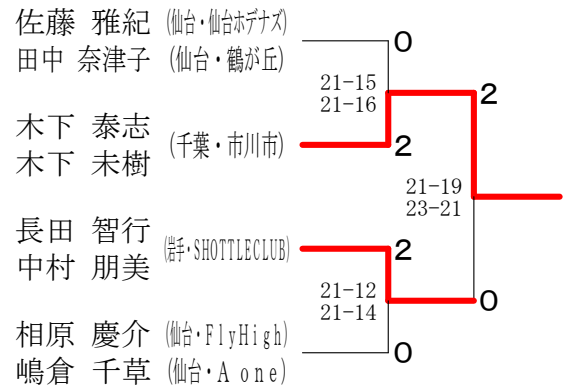 佐藤 雅紀 (仙台・仙台ホデナズ)
田中 奈津子 (仙台・鶴が丘)
0
21-15
21-16
2
木下 泰志
木下 未樹
(千葉・市川市)
2
21-19
23-21
長田 智行
中村 朋美
(岩手・SHOTTLECLUB)
2
21-12
21-14
0
相原 慶介 (仙台・FlyHigh)
嶋倉 千草 (仙台・A one)
0